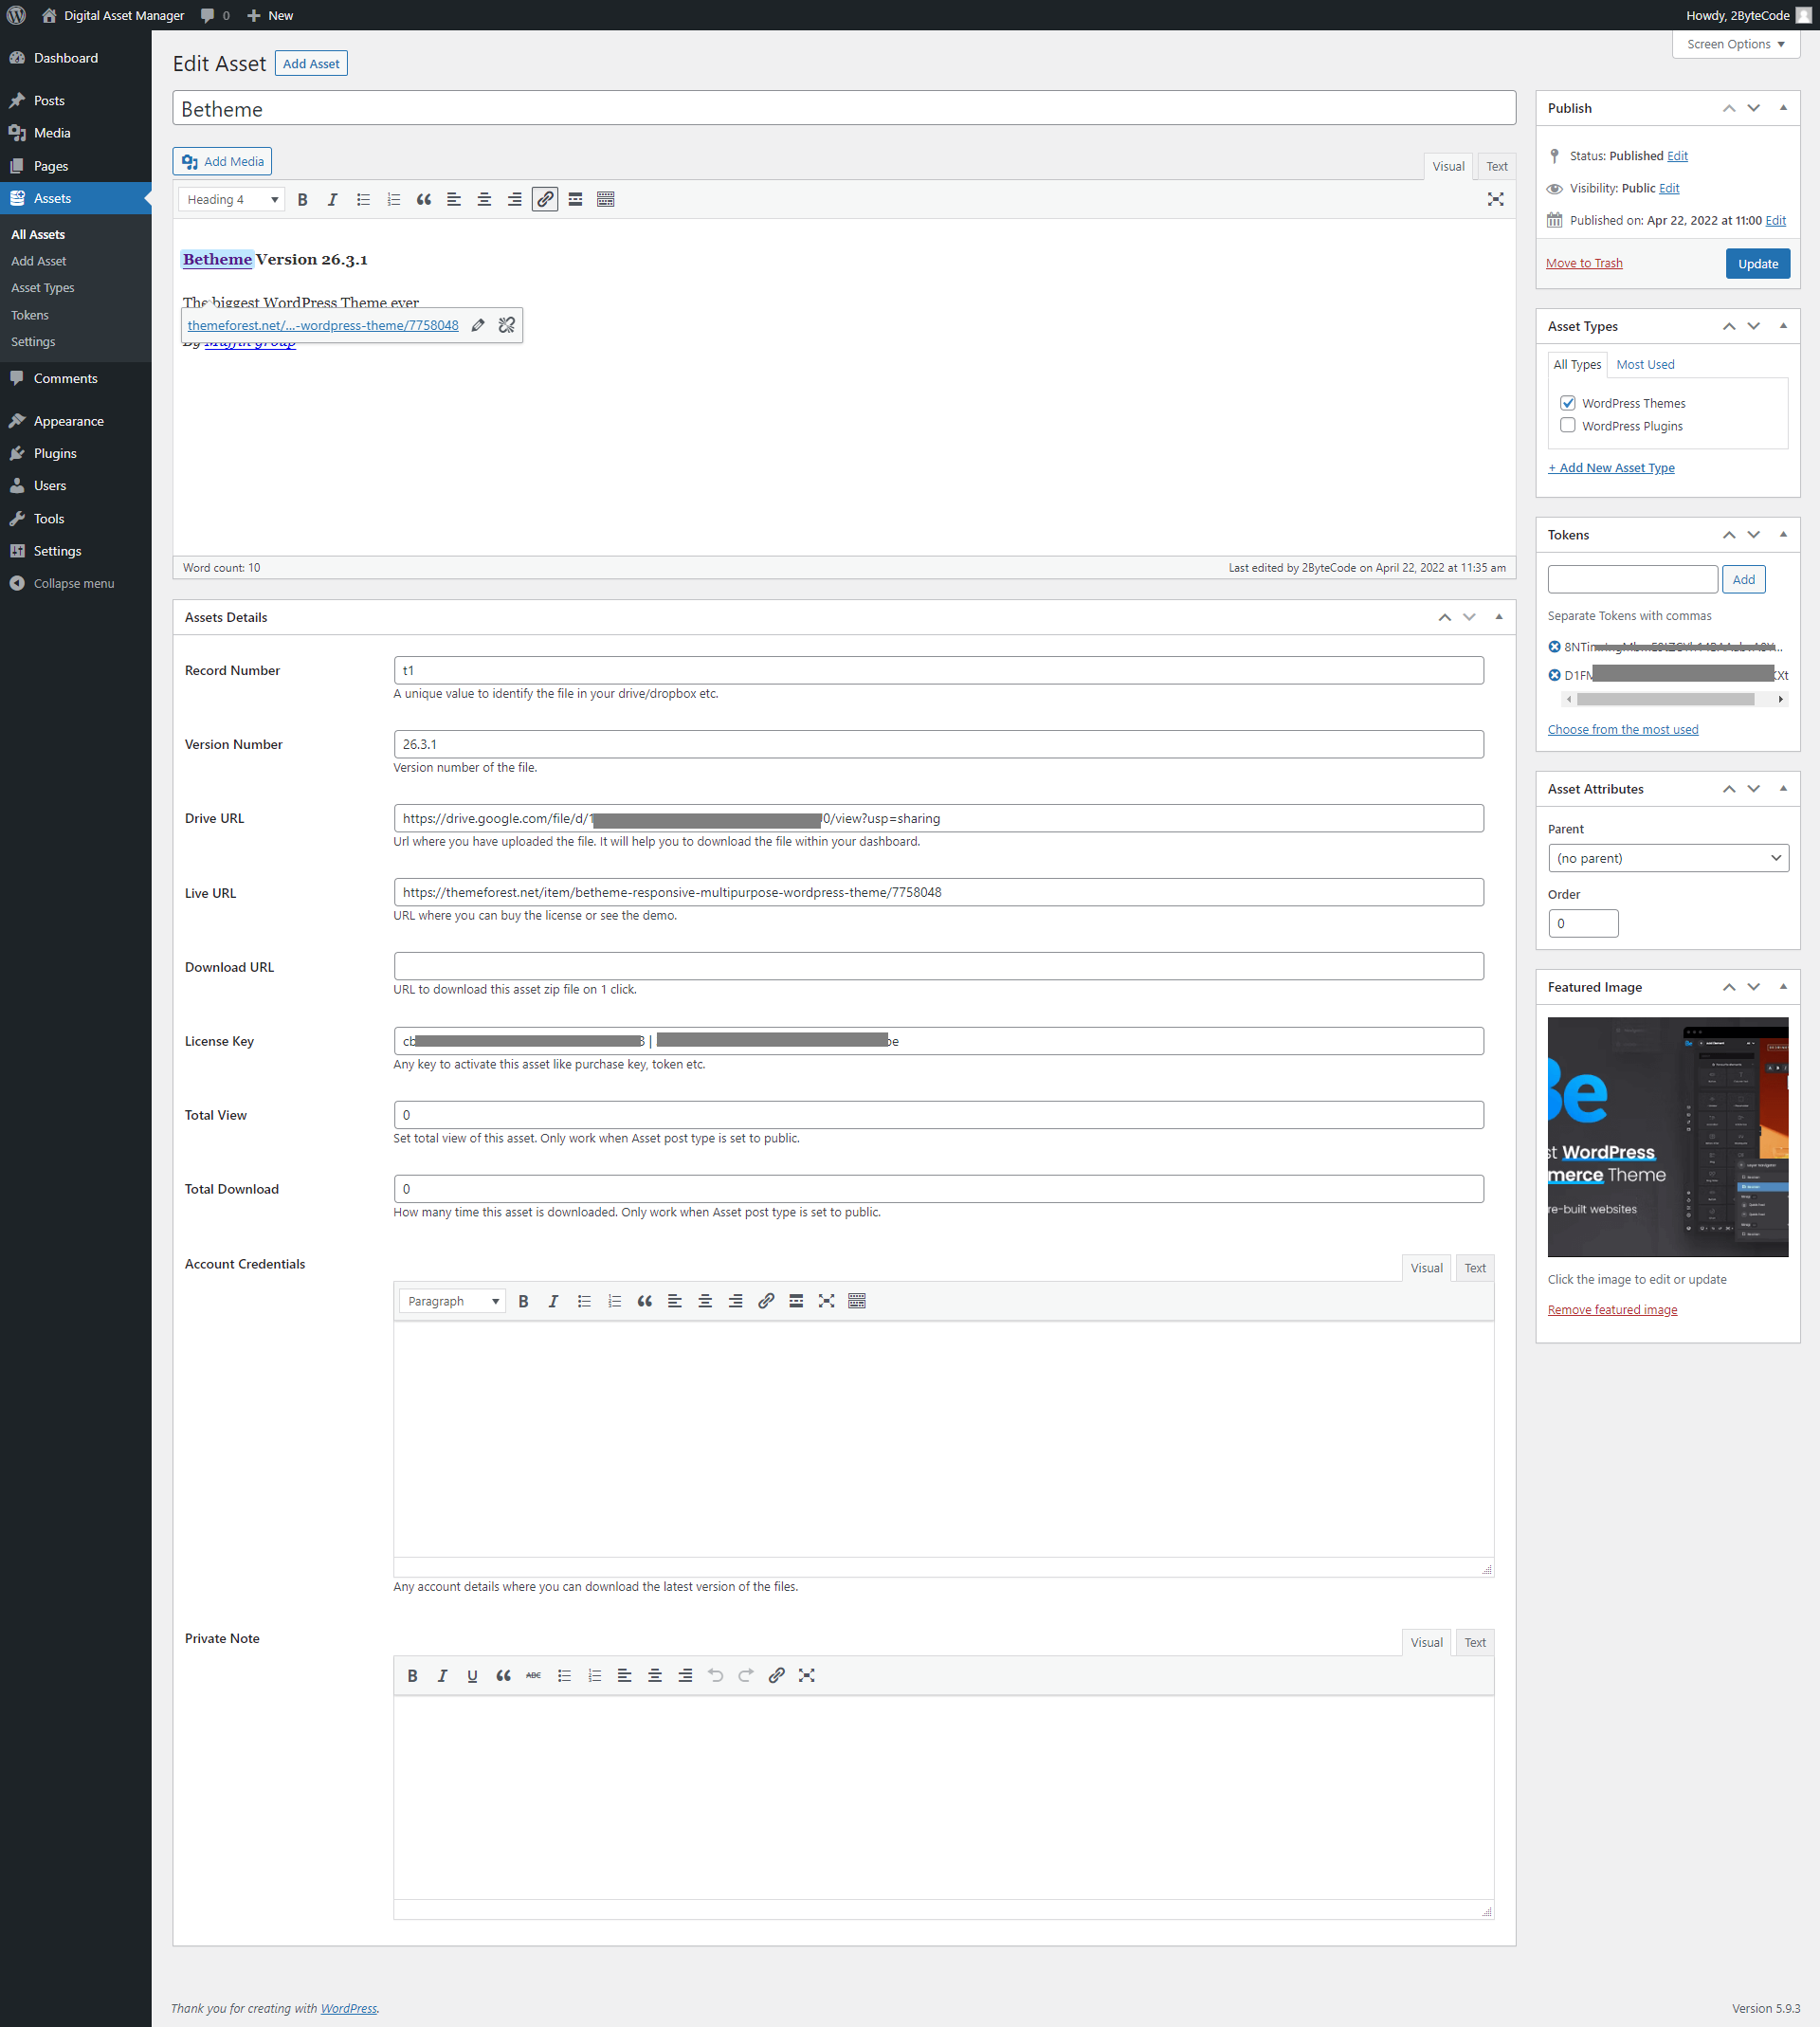 Digital Asset Manager
0
New
Howdy, 2ByteCode
Dashboard
Posts
Media
Pages
Assets
All Assets
Add Asset
Asset Types
Tokens
Settings
Comments
Appearance
Plugins
Users
Tools
Settings
Collapse menu
Screen Options
Edit Asset
Add Asset
Betheme
Add Media
Visual
Text
Heading 4
Betheme Version 26.3.1
The biggest WordPress Theme ever
themeforest.net/...-wordpress-theme/7758048
By Muffin group
Word count: 10
Last edited by 2ByteCode on April 22, 2022 at 11:35 am
Assets Details
Record Number
t1
A unique value to identify the file in your drive/dropbox etc.
Version Number
26.3.1
Version number of the file.
Drive URL
https://drive.google.com/file/d/1
0/view?usp=sharing
Url where you have uploaded the file. It will help you to download the file within your dashboard.
Live URL
https://themeforest.net/item/betheme-responsive-multipurpose-wordpress-theme/7758048
URL where you can buy the license or see the demo.
Download URL
URL to download this asset zip file on 1 click.
License Key
cb
3 |
be
Any key to activate this asset like purchase key, token etc.
Total View
0
Set total view of this asset. Only work when Asset post type is set to public.
Total Download
0
How many time this asset is downloaded. Only work when Asset post type is set to public.
Account Credentials
Visual
Text
Paragraph
Any account details where you can download the latest version of the files.
Private Note
Visual
Text
ABC
Publish
Status: Published Edit
Visibility: Public Edit
Published on: Apr 22, 2022 at 11:00 Edit
Move to Trash
Update
Asset Types
All Types
Most Used
WordPress Themes
WordPress Plugins
+ Add New Asset Type
Tokens
Add
Separate Tokens with commas
8NTim
D1FM
Xt
Choose from the most used
Asset Attributes
Parent
(no parent)
Order
0
Featured Image
Be
st WordPress
merce Theme
re-built websites
Click the image to edit or update
Remove featured image
Thank you for creating with WordPress.
Version 5.9.3